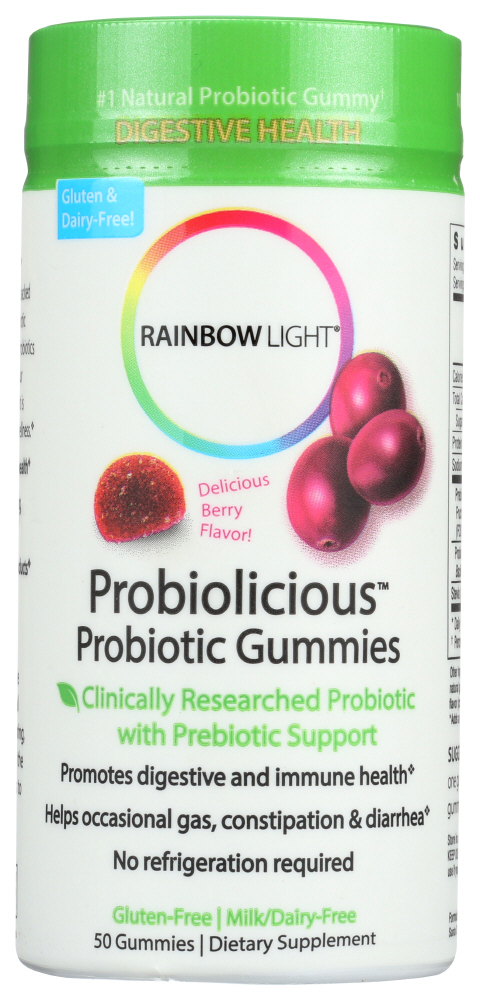 #1 Natural Probiotic Gummy†
DIGESTIVE HEALTH
Gluten &
Dairy-Free!
RAINBOW LIGHT®
Delicious
Berry
Flavor!
Probiolicious™
Probiotic Gummies
Clinically Researched Probiotic
with Prebiotic Support
Promotes digestive and immune health❖
Helps occasional gas, constipation & diarrhea❖
No refrigeration required
Gluten-Free | Milk/Dairy-Free
50 Gummies | Dietary Supplement